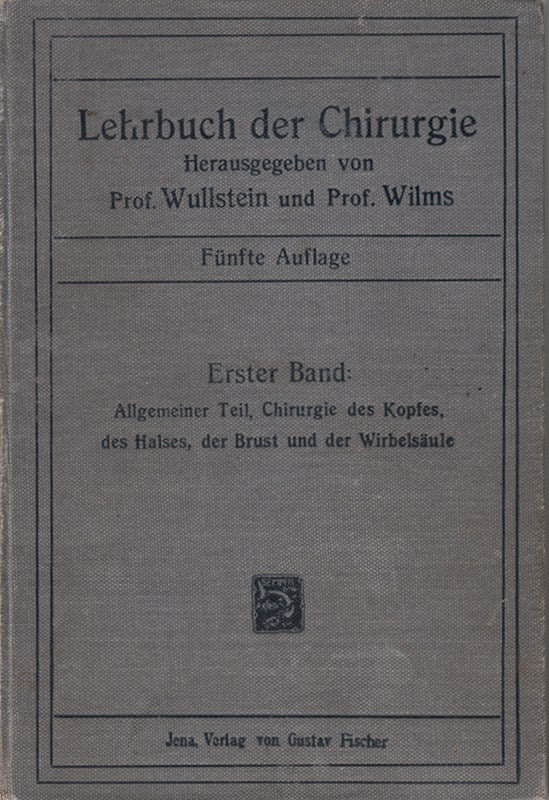 Lehrbuch der Chirurgie
Herausgegeben von
Prof. Wullstein und Prof. Wilms
Fünfte Auflage
Erster Band:
Allgemeiner Teil, Chirurgie des Kopfes,
des Halses, der Brust und der Wirbelsäule
SEMPER
Jena, Verlag von Gustav Fischer